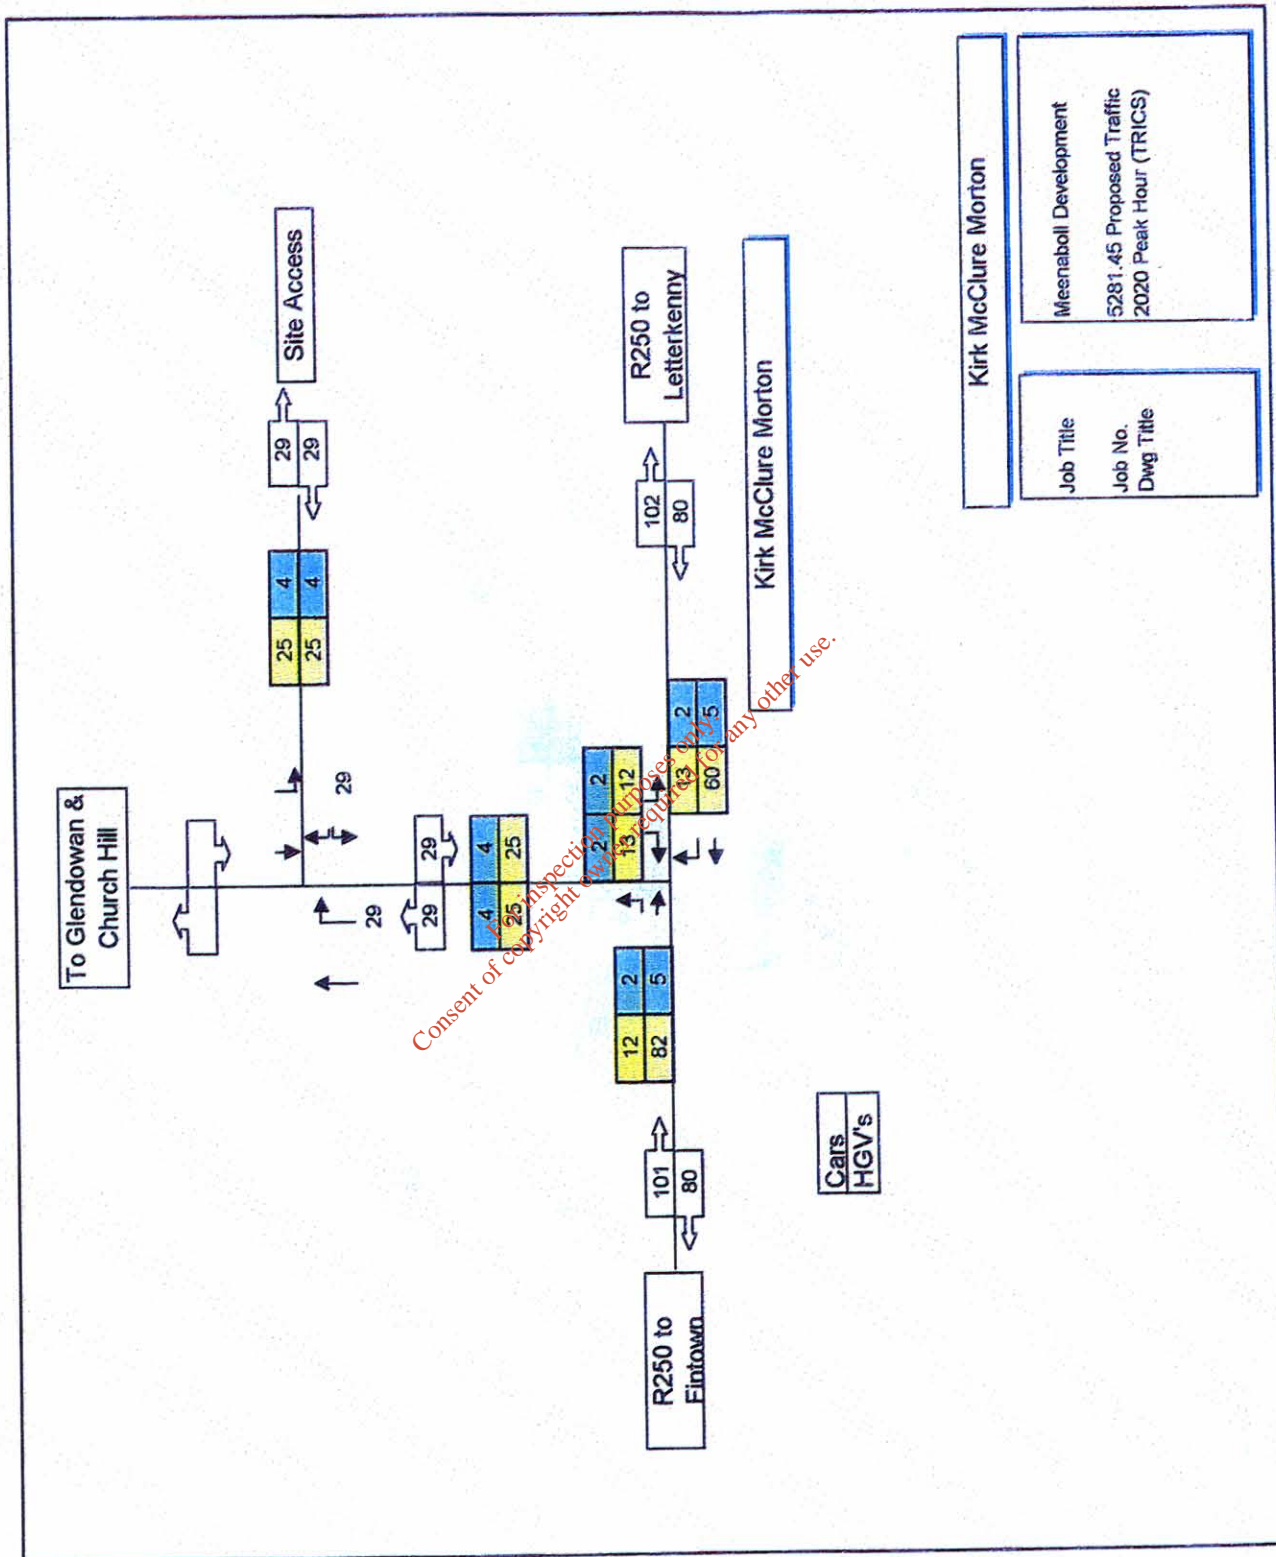 To Glendowan &
Church Hill
Site Access
29
29
25
4
25
4
29
29
29
29
4
4
25
25
2
2
13
12
12
2
82
5
13
2
60
5
R250 to
Letterkenny
102
80
101
80
R250 to
Fintown
Cars
HGV's
Kirk McClure Morton
Kirk McClure Morton
Job Title
Meenaboll Development
Job No.
5281.45 Proposed Traffic
Dwg Title
2020 Peak Hour (TRICS)
For inspection purposes only.
Consent of copyright owner required for any other use.